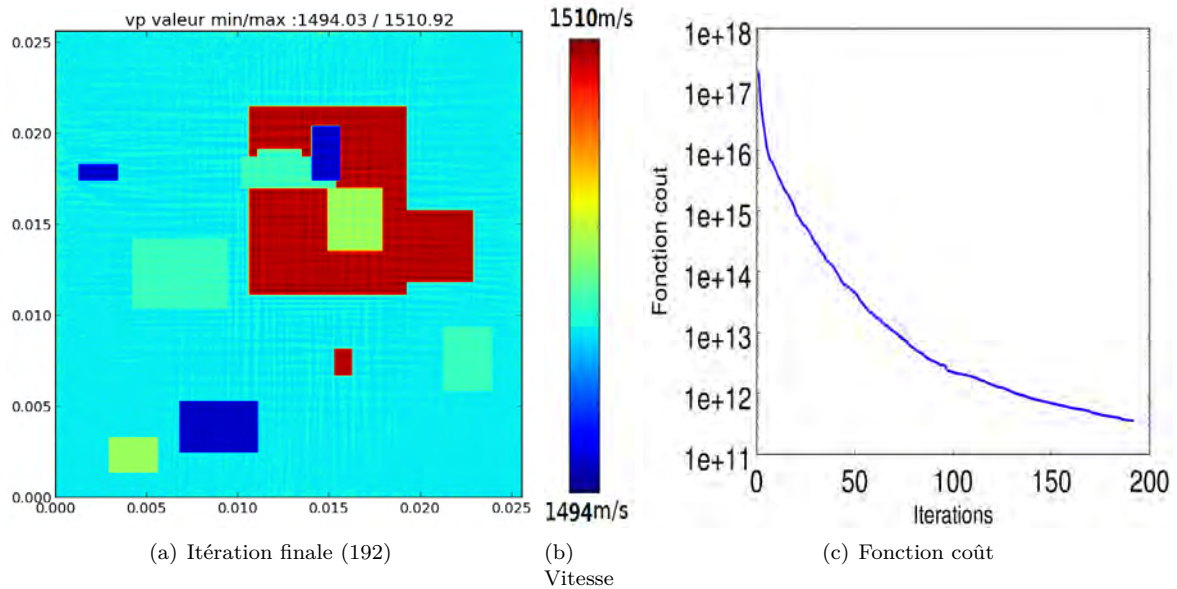 vp valeur min/max :1494.03 / 1510.92
0.025
0.020
0.015
0.010
0.005
0.000
0.000 0.005 0.010 0.015 0.020 0.025
1510m/s
1494m/s
1e+18
1e+17
1e+16
1e+15
1e+14
1e+13
1e+12
1e+11
Fonction cout
0 50 100 150 200
Iterations
(a) Itération finale (192)
(b)
Vitesse
(c) Fonction coût